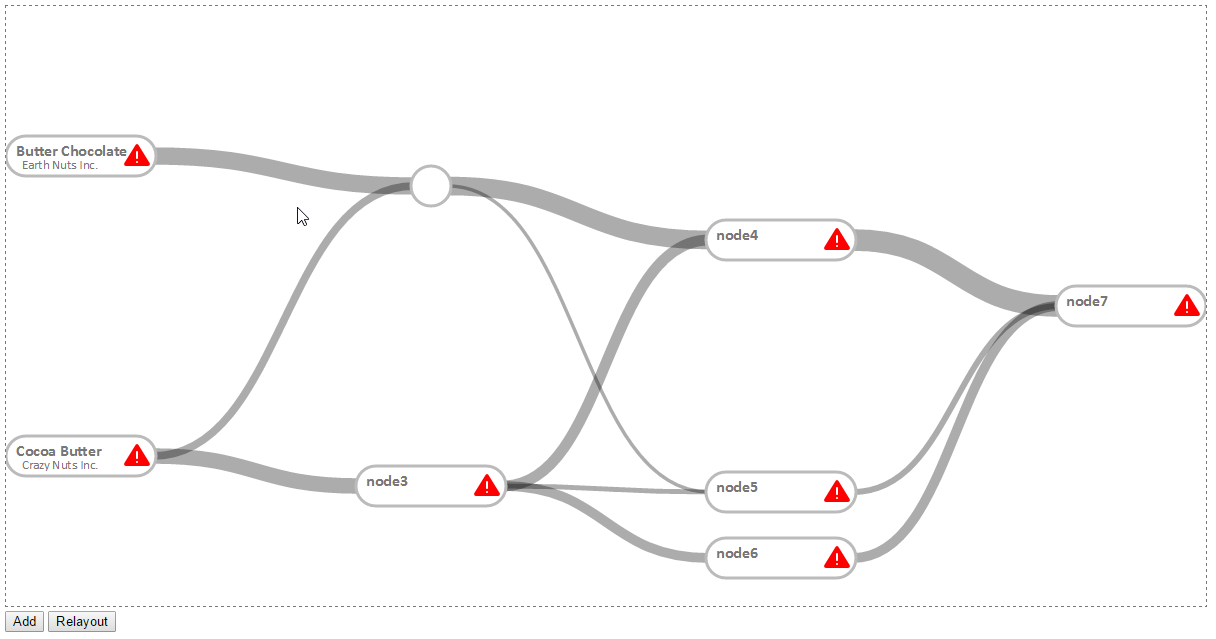 Butter Chocolate
Earth Nuts Inc.
node4
node7
Cocoa Butter
Crazy Nuts Inc.
node3
node5
node6
Add Relayout